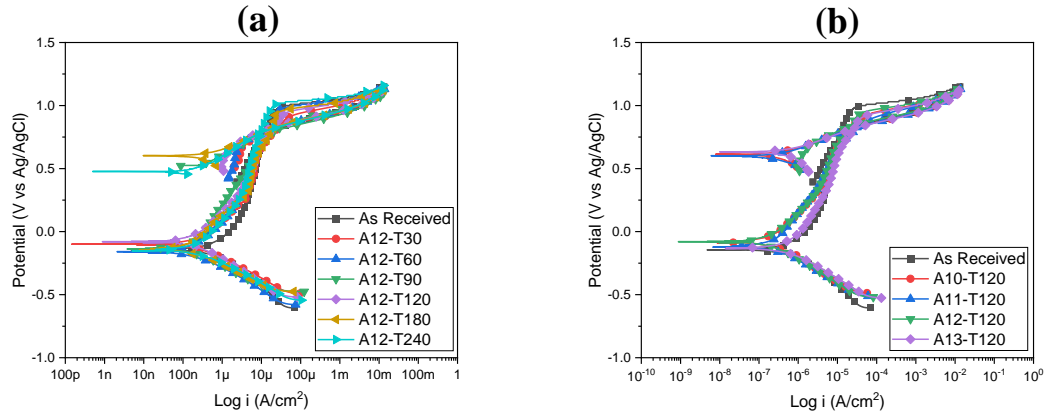 (a)
1.5
1.0
0.5
0.0
-0.5
-1.0
Potential (V vs Ag/AgCl)
As Received
A12-T30
A12-T60
A12-T90
A12-T120
A12-T180
A12-T240
100p 1n 10n 100n 1µ 10µ 100µ 1m 10m 100m 1
Log i (A/cm²)
(b)
1.5
1.0
0.5
0.0
-0.5
-1.0
Potential (V vs Ag/AgCl)
As Received
A10-T120
A11-T120
A12-T120
A13-T120
10⁻¹⁰ 10⁻⁹ 10⁻⁸ 10⁻⁷ 10⁻⁶ 10⁻⁵ 10⁻⁴ 10⁻³ 10⁻² 10⁻¹ 10⁰
Log i (A/cm²)